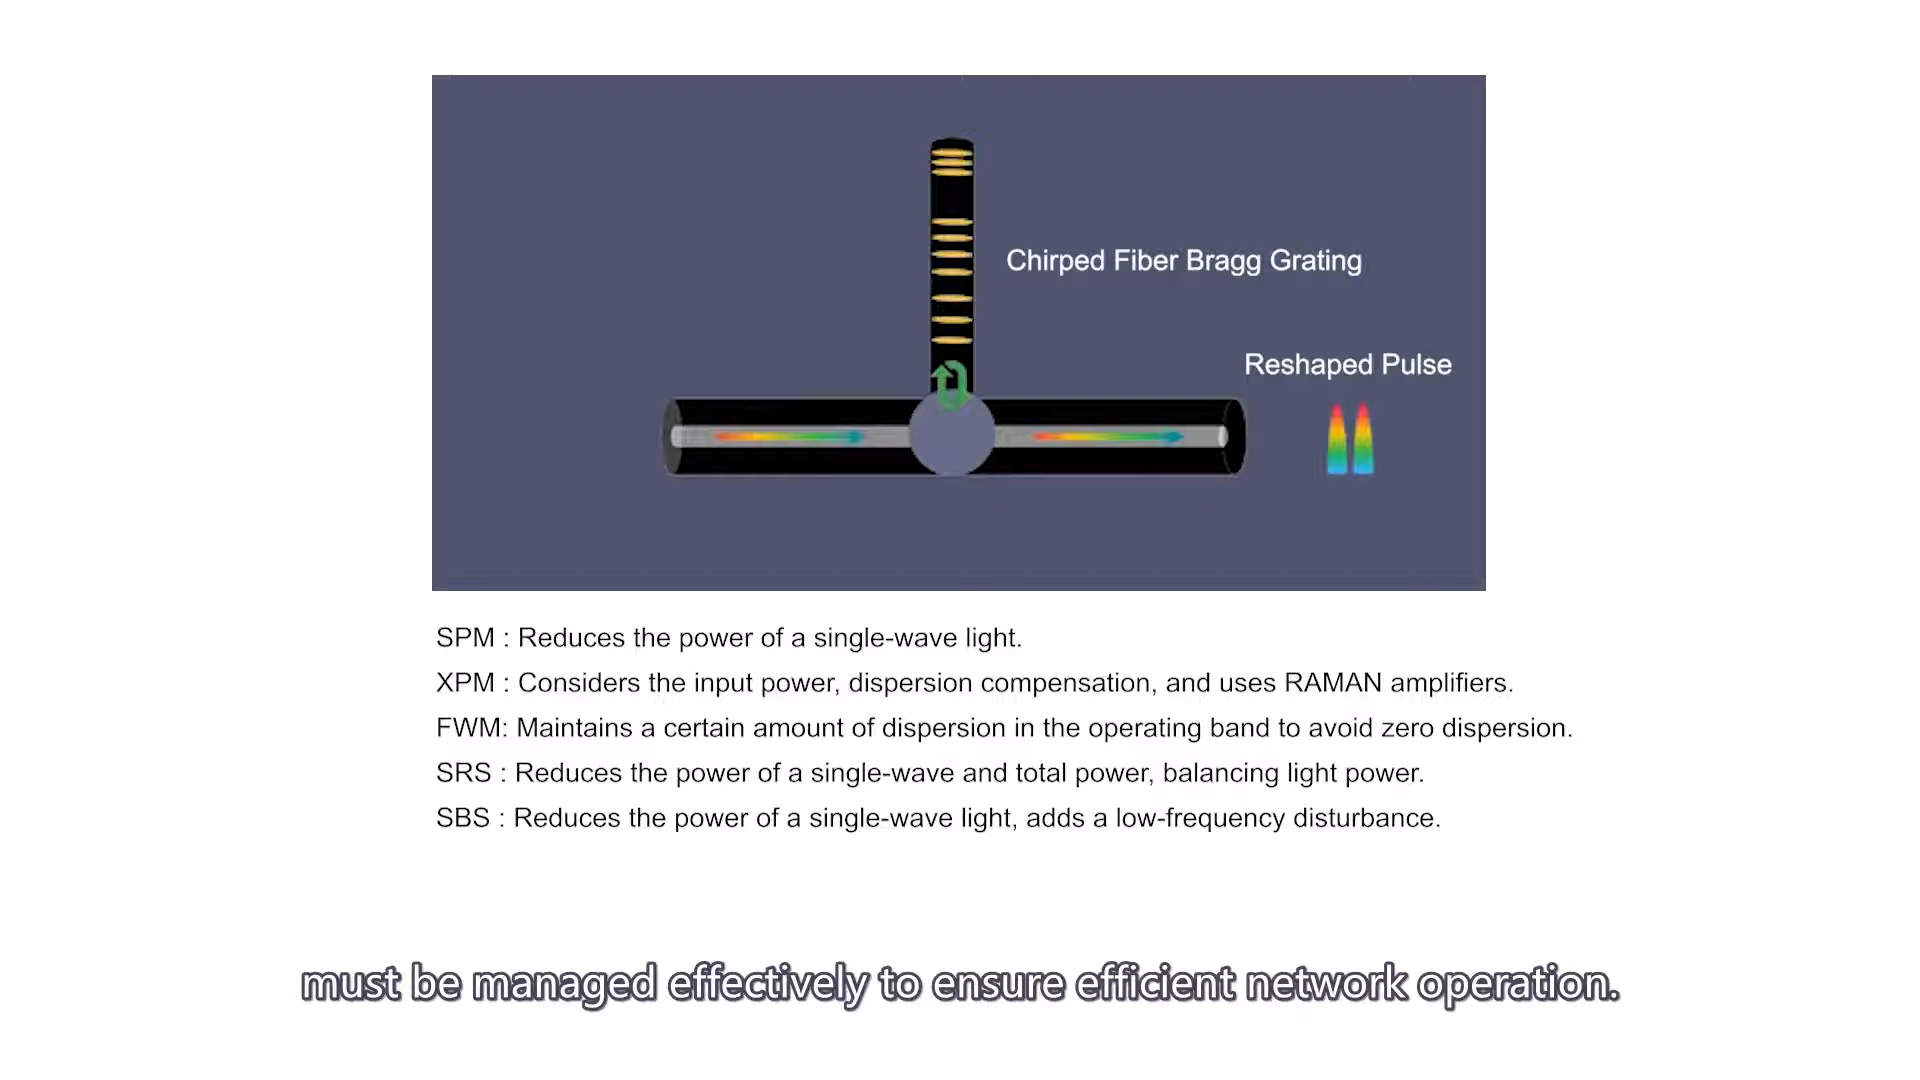 Chirped Fiber Bragg Grating
Reshaped Pulse
SPM : Reduces the power of a single-wave light.
XPM : Considers the input power, dispersion compensation, and uses RAMAN amplifiers.
FWM: Maintains a certain amount of dispersion in the operating band to avoid zero dispersion.
SRS : Reduces the power of a single-wave and total power, balancing light power.
SBS : Reduces the power of a single-wave light, adds a low-frequency disturbance.
must be managed effectively to ensure efficient network operation.